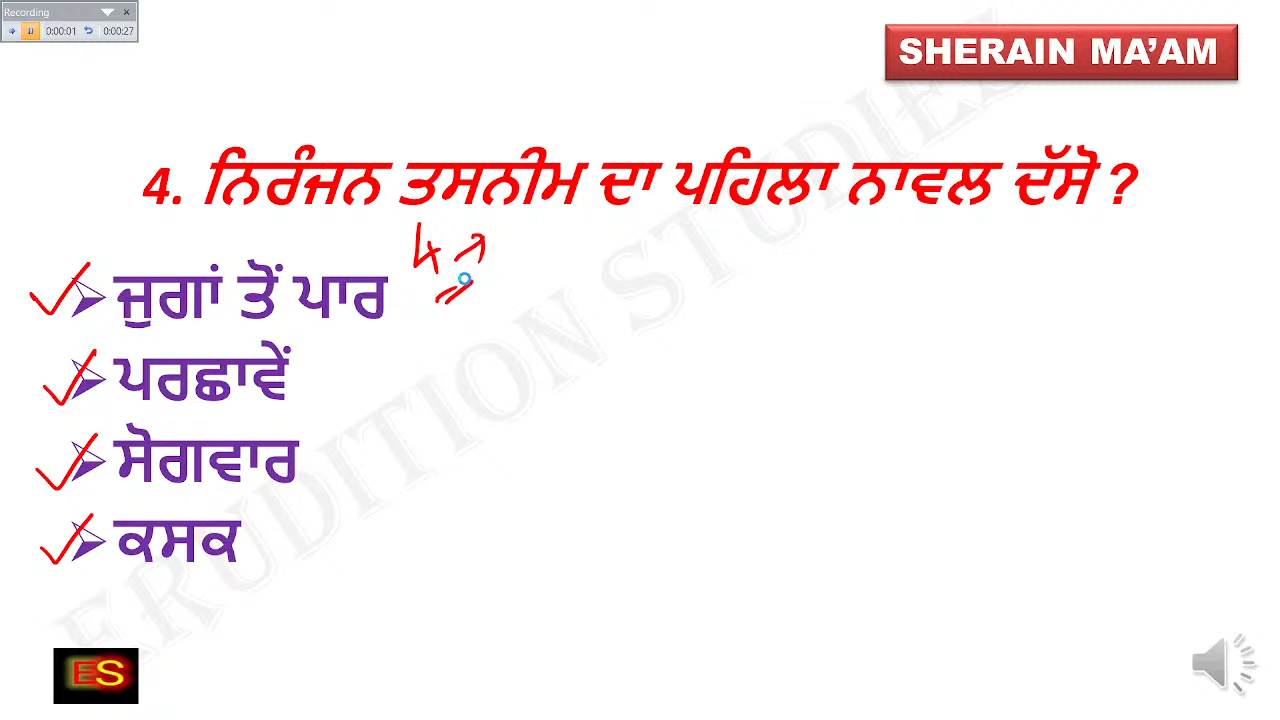 Recording
0:00:01 0:00:27
SHERAIN MA’AM
4. ਨਿਰੰਜਨ ਤਸਨੀਮ ਦਾ ਪਹਿਲਾ ਨਾਵਲ ਦੱਸੋ ?
ਜੁਗਾਂ ਤੋਂ ਪਾਰ
ਪਰਛਾਵੇਂ
ਸੋਗਵਾਰ
ਕਸਕ
ERUDITION STUDIES
ES